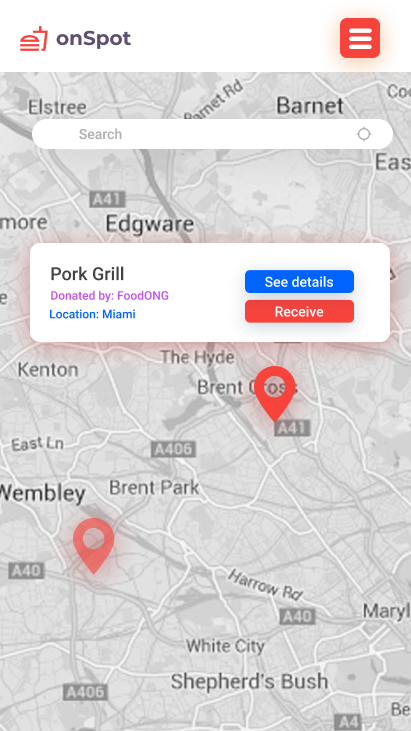 onSpot
Elstree
Barnet Rd
Barnet
Search
Eas
A41
more
Edgware
Pork Grill
See details
Donated by: FoodONG
Location: Miami
Receive
The Hyde
Kenton
Brent Cross
A41
East Ln
A406
Wembley
Brent Park
A40
Harrow Rd
A40
Maryl
White City
Shepherd's Bush
A406
Bu
A4